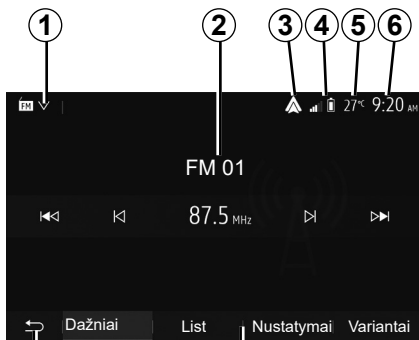 1 2 3 4 5 6
FM 27°C 9:20 AM
FM 01
87.5 MHz
Dažniai List Nustatymai Variantai